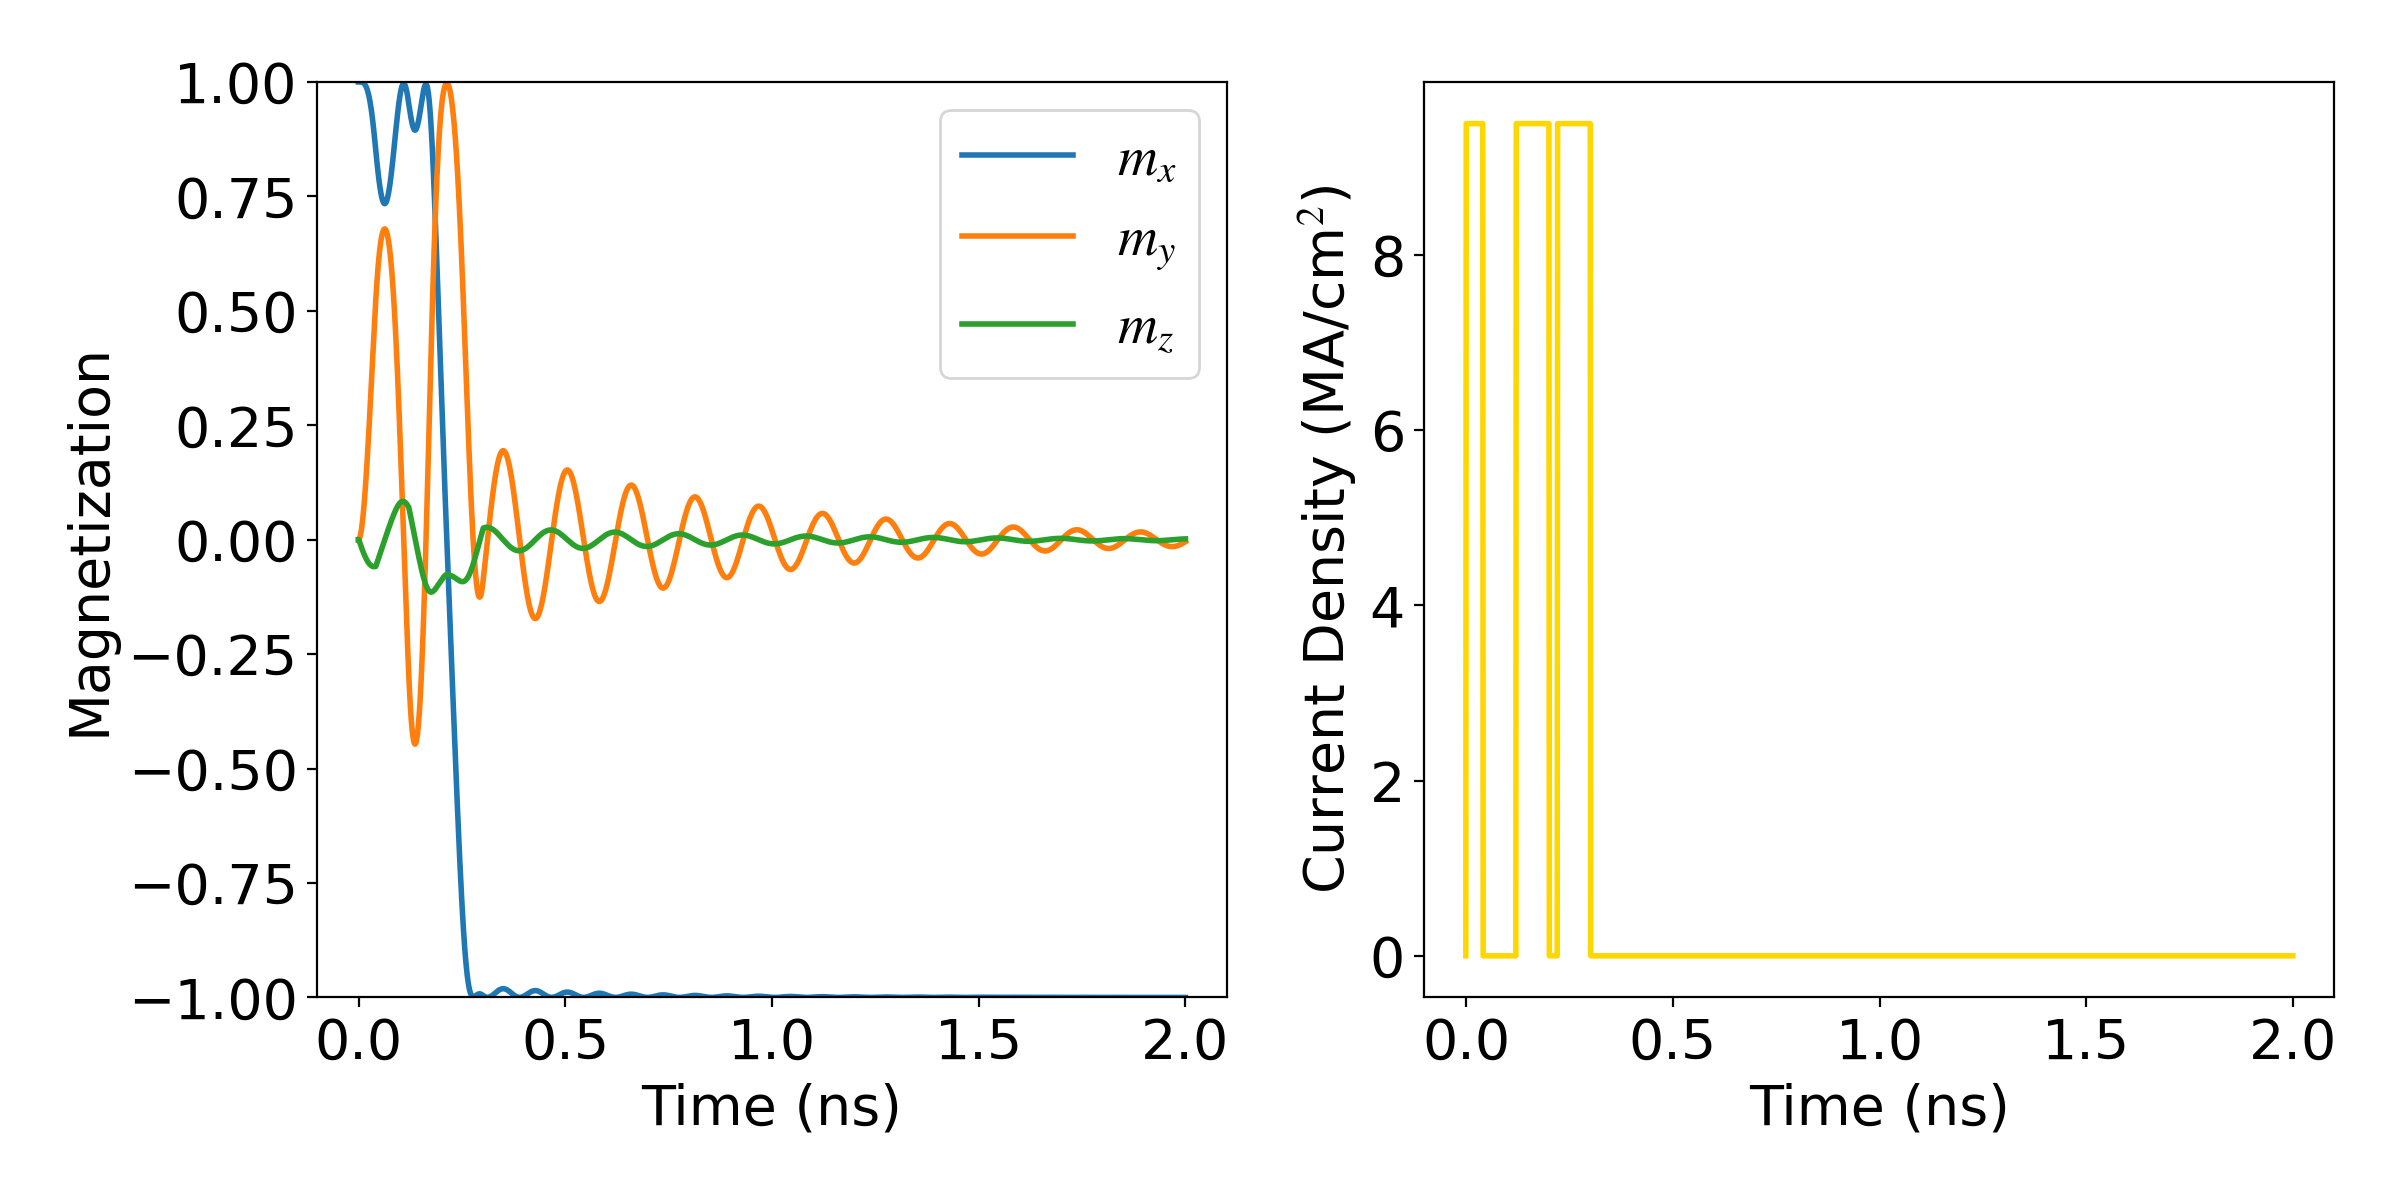 Magnetization
1.00
0.75
0.50
0.25
0.00
−0.25
−0.50
−0.75
−1.00
0.0 0.5 1.0 1.5 2.0
Time (ns)
m_x
m_y
m_z
Current Density (MA/cm²)
8
6
4
2
0
0.0 0.5 1.0 1.5 2.0
Time (ns)